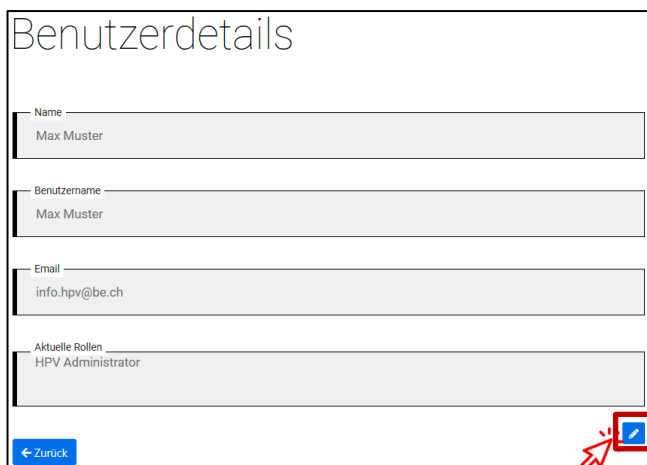 Benutzerdetails
Name
Max Muster
Benutzername
Max Muster
Email
info.hpv@be.ch
Aktuelle Rollen
HPV Administrator
← Zurück